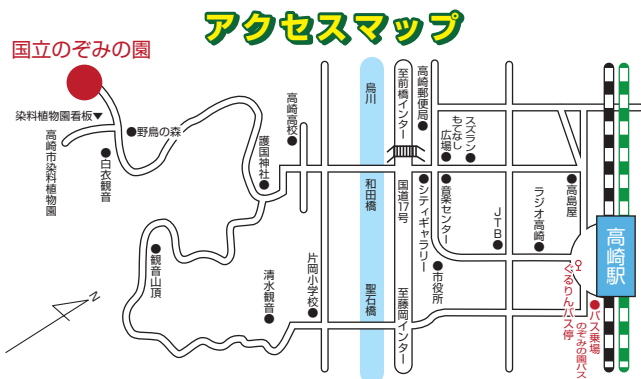 アクセスマップ
国立のぞみの園
染料植物園看板▼
高崎市染料植物園
野鳥の森
白衣観音
護国神社
高崎高校
烏川
至前橋インター
高崎郵便局
もてなし広場
スズラン
和田橋
国道17号
シティギャラリー
音楽センター
JTB
ラジオ高崎
高島屋
高崎駅
観音山頂
清水観音
片岡小学校
聖石橋
至藤岡インター
市役所
ぐるりんバス停
バス乗場
のぞみの園バス
N